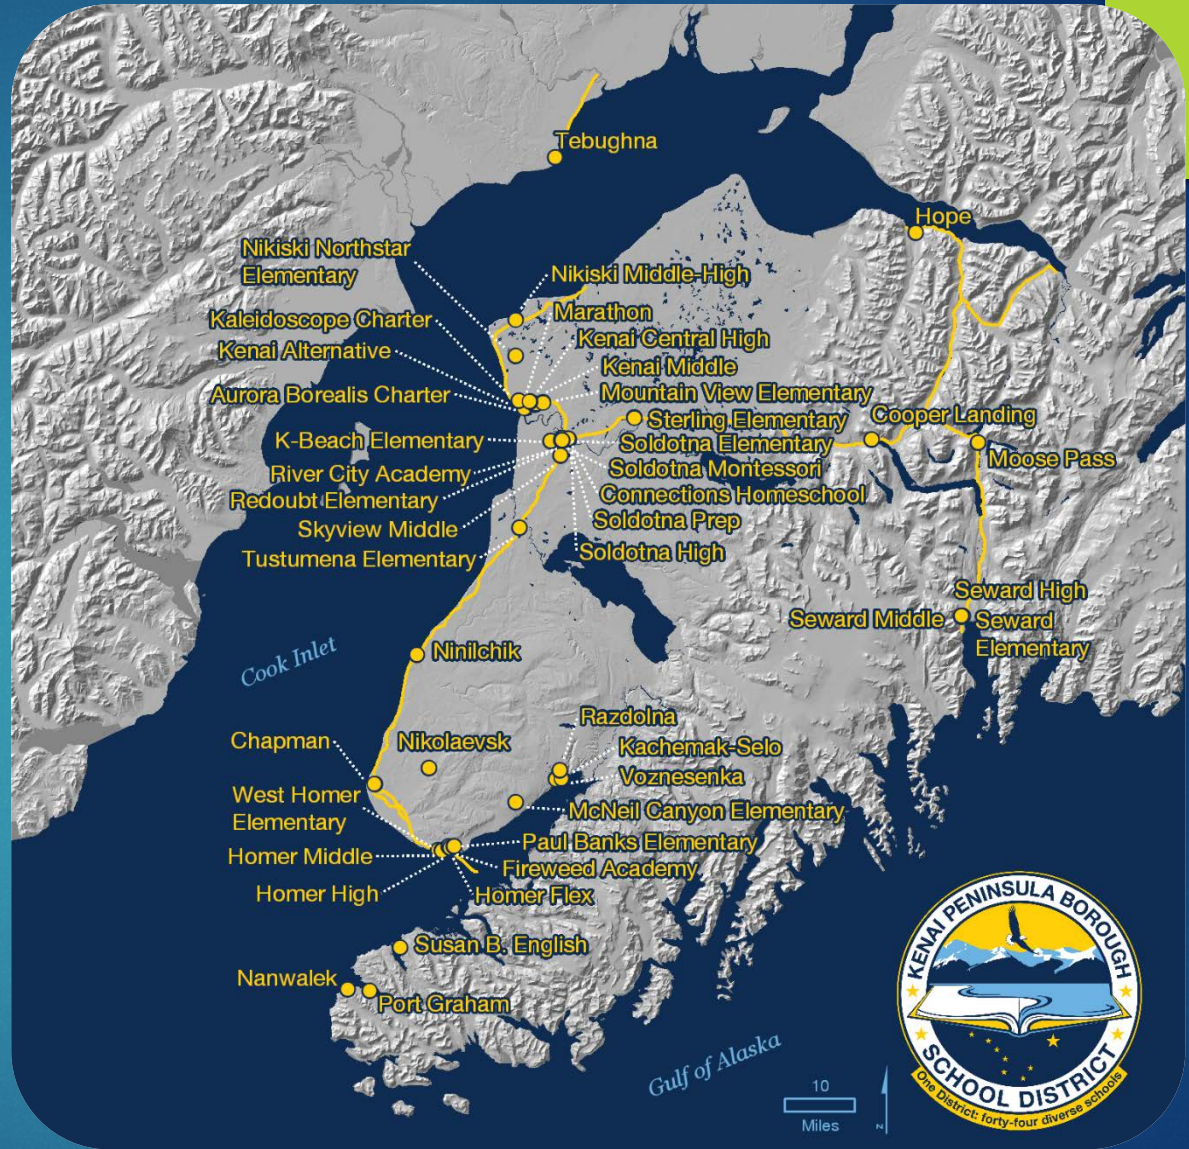 Tebughna
Hope
Nikiski Northstar
Elementary
Nikiski Middle-High
Marathon
Kaleidoscope Charter
Kenai Central High
Kenai Alternative
Kenai Middle
Aurora Borealis Charter
Mountain View Elementary
Sterling Elementary
Cooper Landing
K-Beach Elementary
Soldotna Elementary
Moose Pass
River City Academy
Soldotna Montessori
Redoubt Elementary
Connections Homeschool
Skyview Middle
Soldotna Prep
Tustumena Elementary
Soldotna High
Seward High
Seward Middle
Seward
Elementary
Cook Inlet
Ninilchik
Razdolna
Chapman
Nikolaevsk
Kachemak-Selo
Voznesenka
West Homer
Elementary
McNeil Canyon Elementary
Homer Middle
Paul Banks Elementary
Fireweed Academy
Homer High
Homer Flex
Susan B. English
Nanwalek
Port Graham
Gulf of Alaska
10
Miles
N
KENAI PENINSULA BOROUGH
SCHOOL DISTRICT
One District: forty-four diverse schools